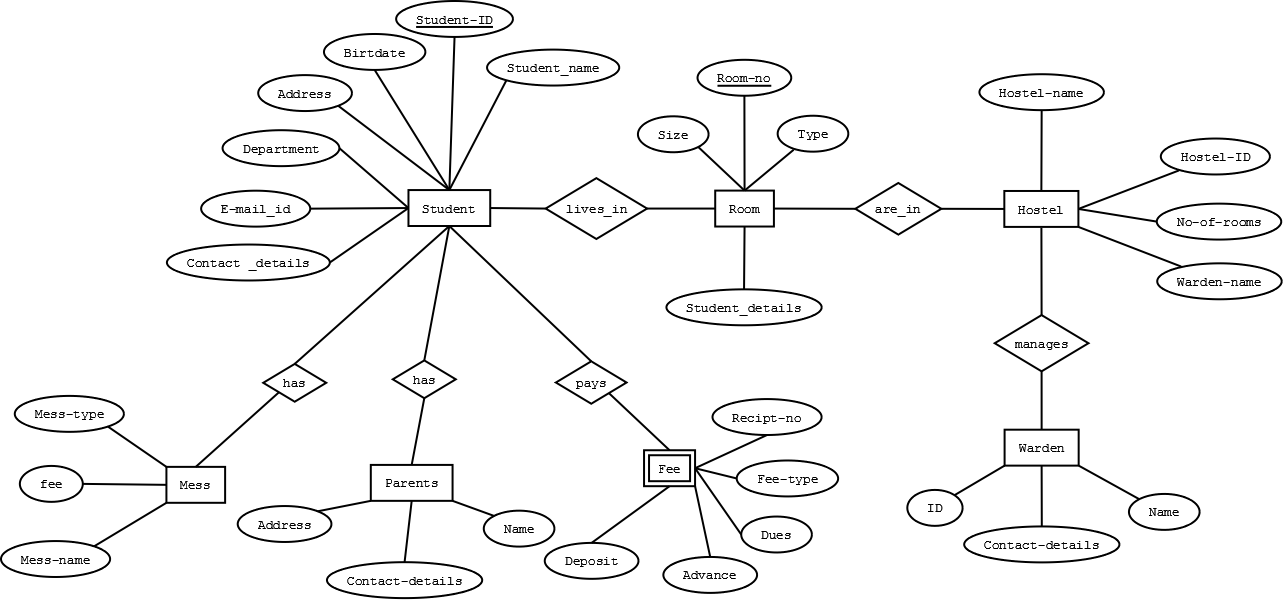 Student-ID
Birtdate
Student_name
Address
Room-no
Hostel-name
Size
Type
Department
Hostel-ID
E-mail_id
Student
lives_in
Room
are_in
Hostel
No-of-rooms
Contact _details
Warden-name
Student_details
manages
has
has
pays
Mess-type
Recipt-no
Warden
fee
Mess
Parents
Fee
Fee-type
ID
Name
Address
Name
Dues
Contact-details
Mess-name
Deposit
Advance
Contact-details